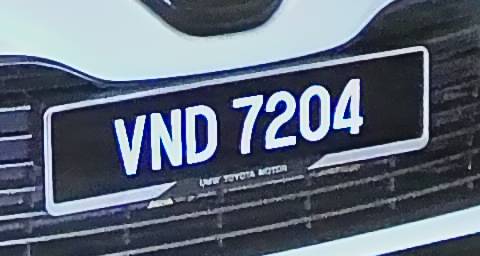 VND 7204
UMW TOYOTA MOTOR